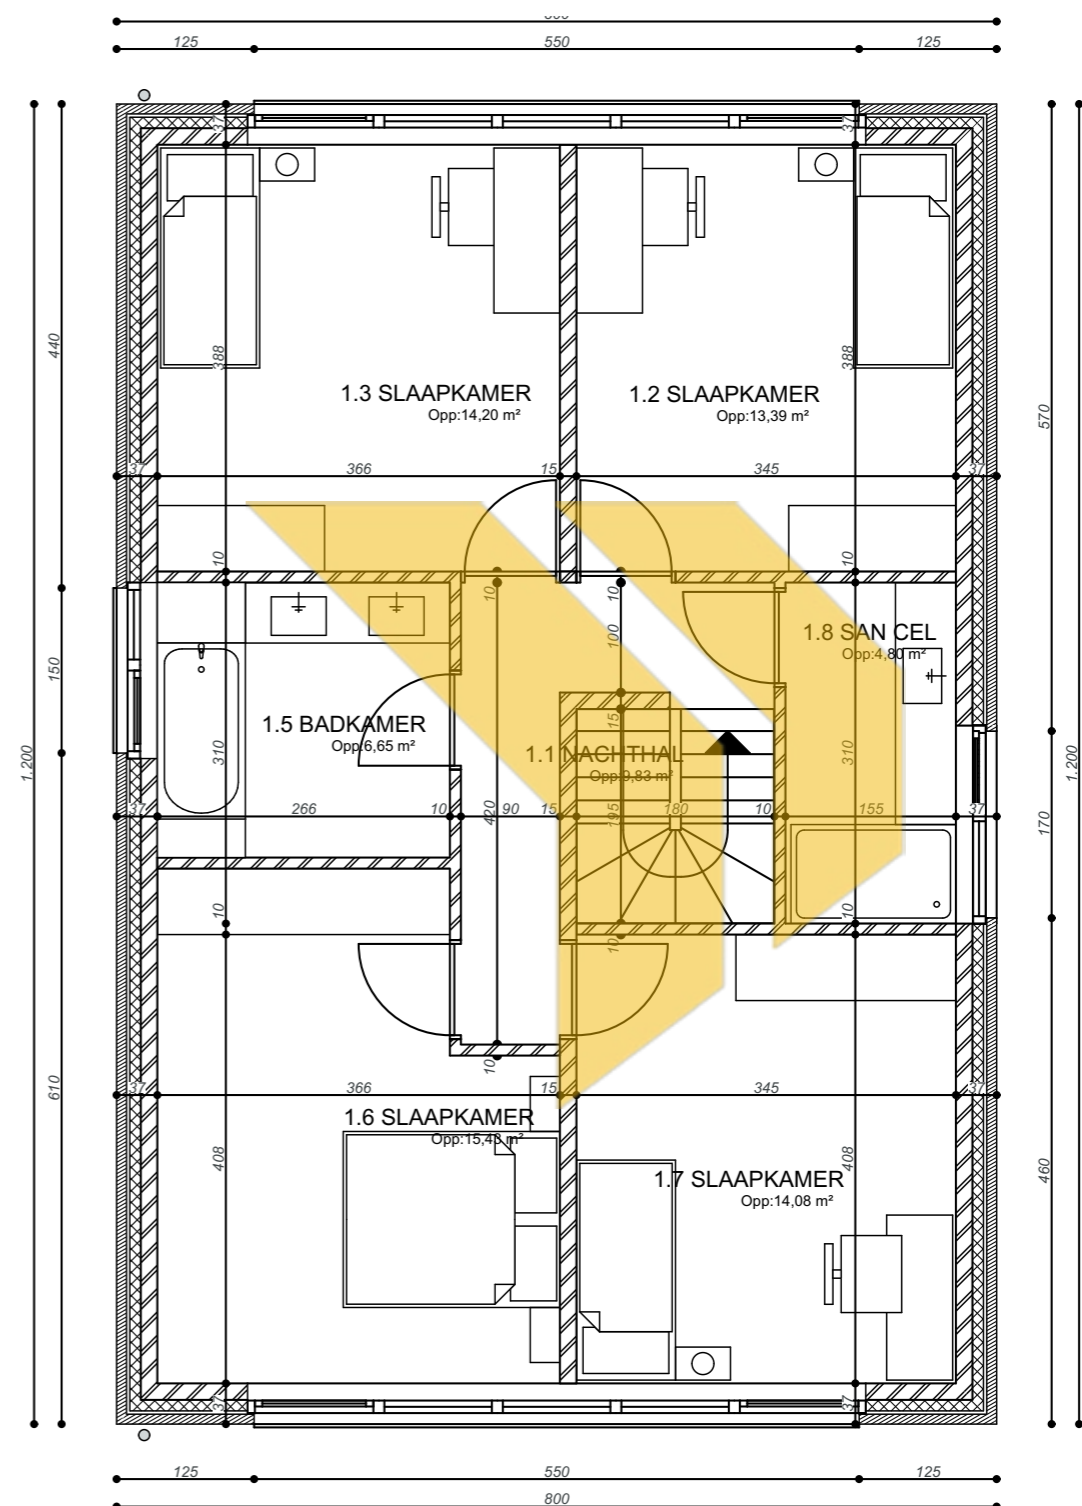 800
125 550 125
37 37
440
388 388
570
1.3 SLAAPKAMER
Opp:14,20 m²
1.2 SLAAPKAMER
Opp:13,39 m²
37 366 15 345 37
10 10
10 10
100
150
1.8 SAN CEL
Opp:4,80 m²
1.5 BADKAMER
Opp:6,65 m²
15
1.1 NACHTHAL
Opp:9,83 m²
310 310
1.200 1.200
37 266 10 90 15 180 10 155 37
420 195
170
10 10
10
10
610
37 366 15 345 37
1.6 SLAAPKAMER
Opp:15,43 m²
408 408
460
1.7 SLAAPKAMER
Opp:14,08 m²
37 37
125 550 125
800